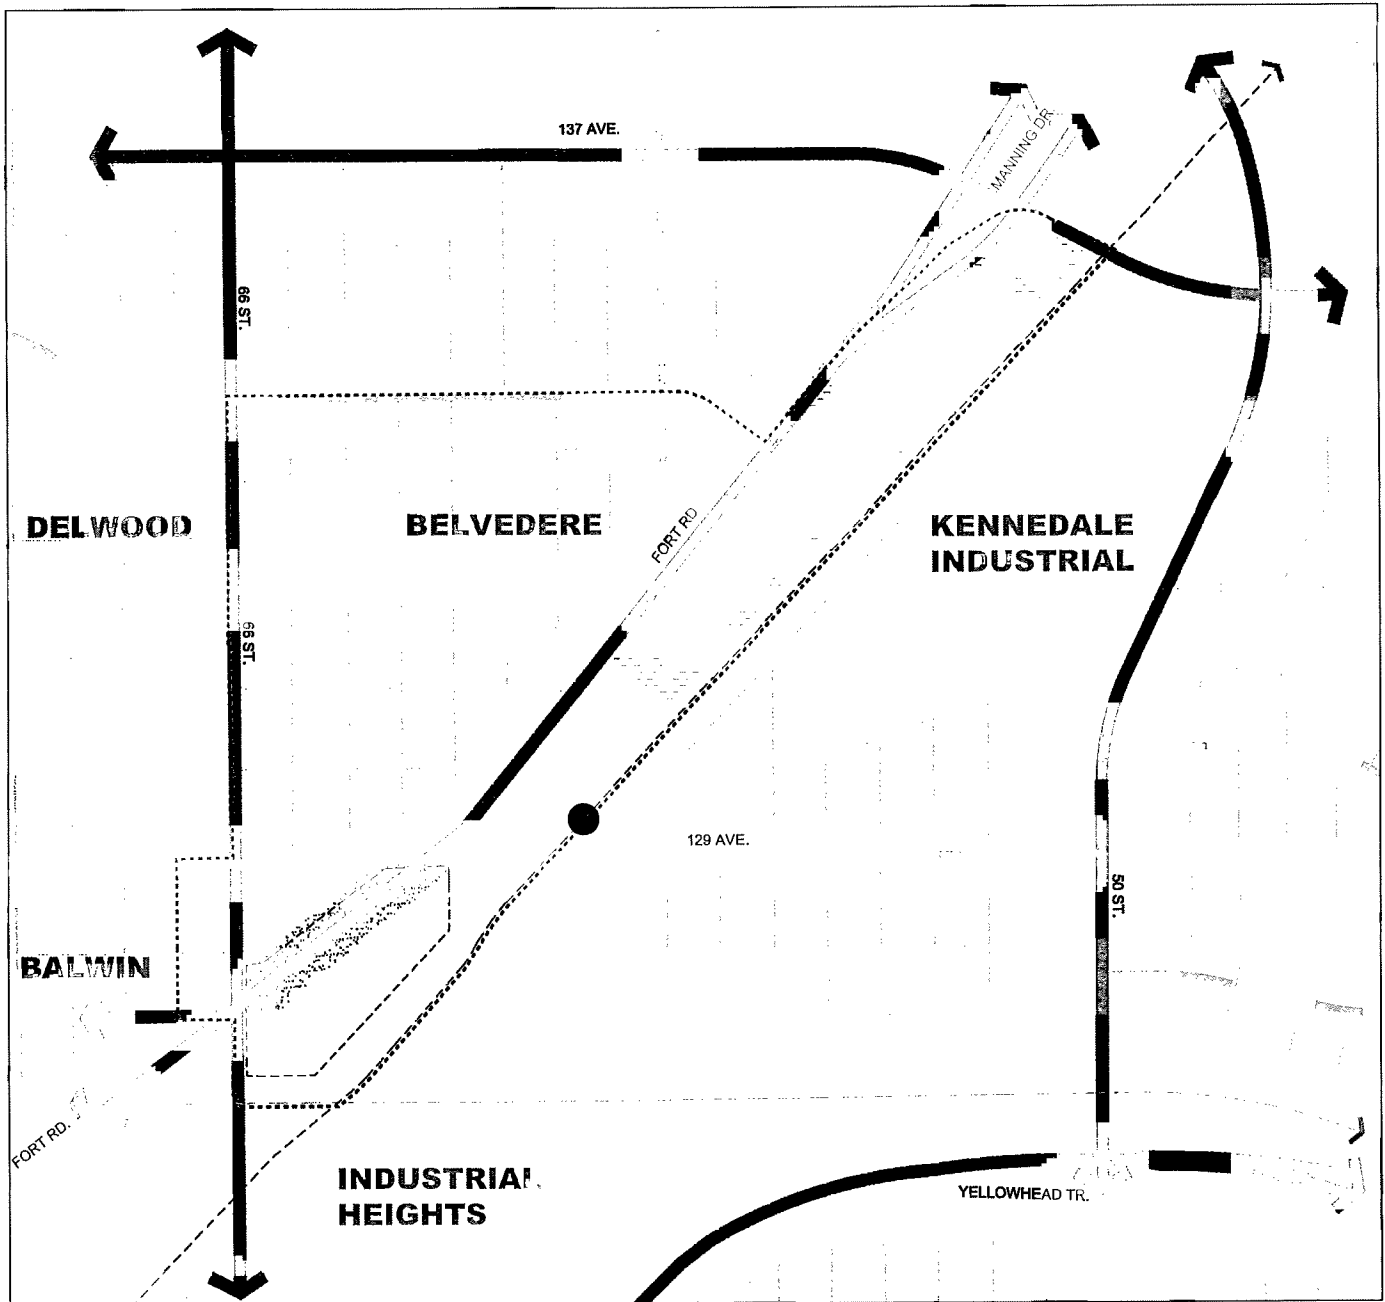 137 AVE.
MANNING DR.
66 ST.
DELWOOD
BELVEDERE
FORT RD
KENNEDALE
INDUSTRIAL
66 ST.
129 AVE.
50 ST.
BALWIN
FORT RD.
INDUSTRIAL
HEIGHTS
YELLOWHEAD TR.